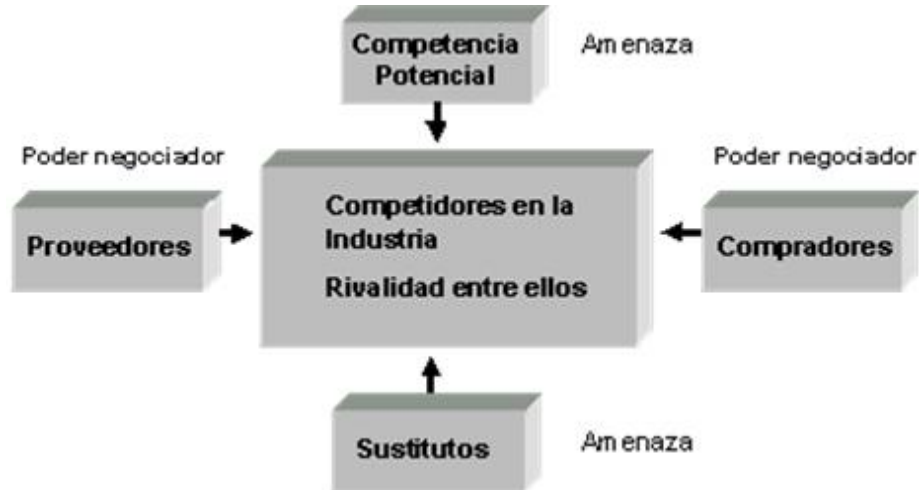 Competencia
Potencial
Amenaza
Poder negociador
Poder negociador
Proveedores
Competidores en la
Industria
Rivalidad entre ellos
Compradores
Sustitutos
Amenaza